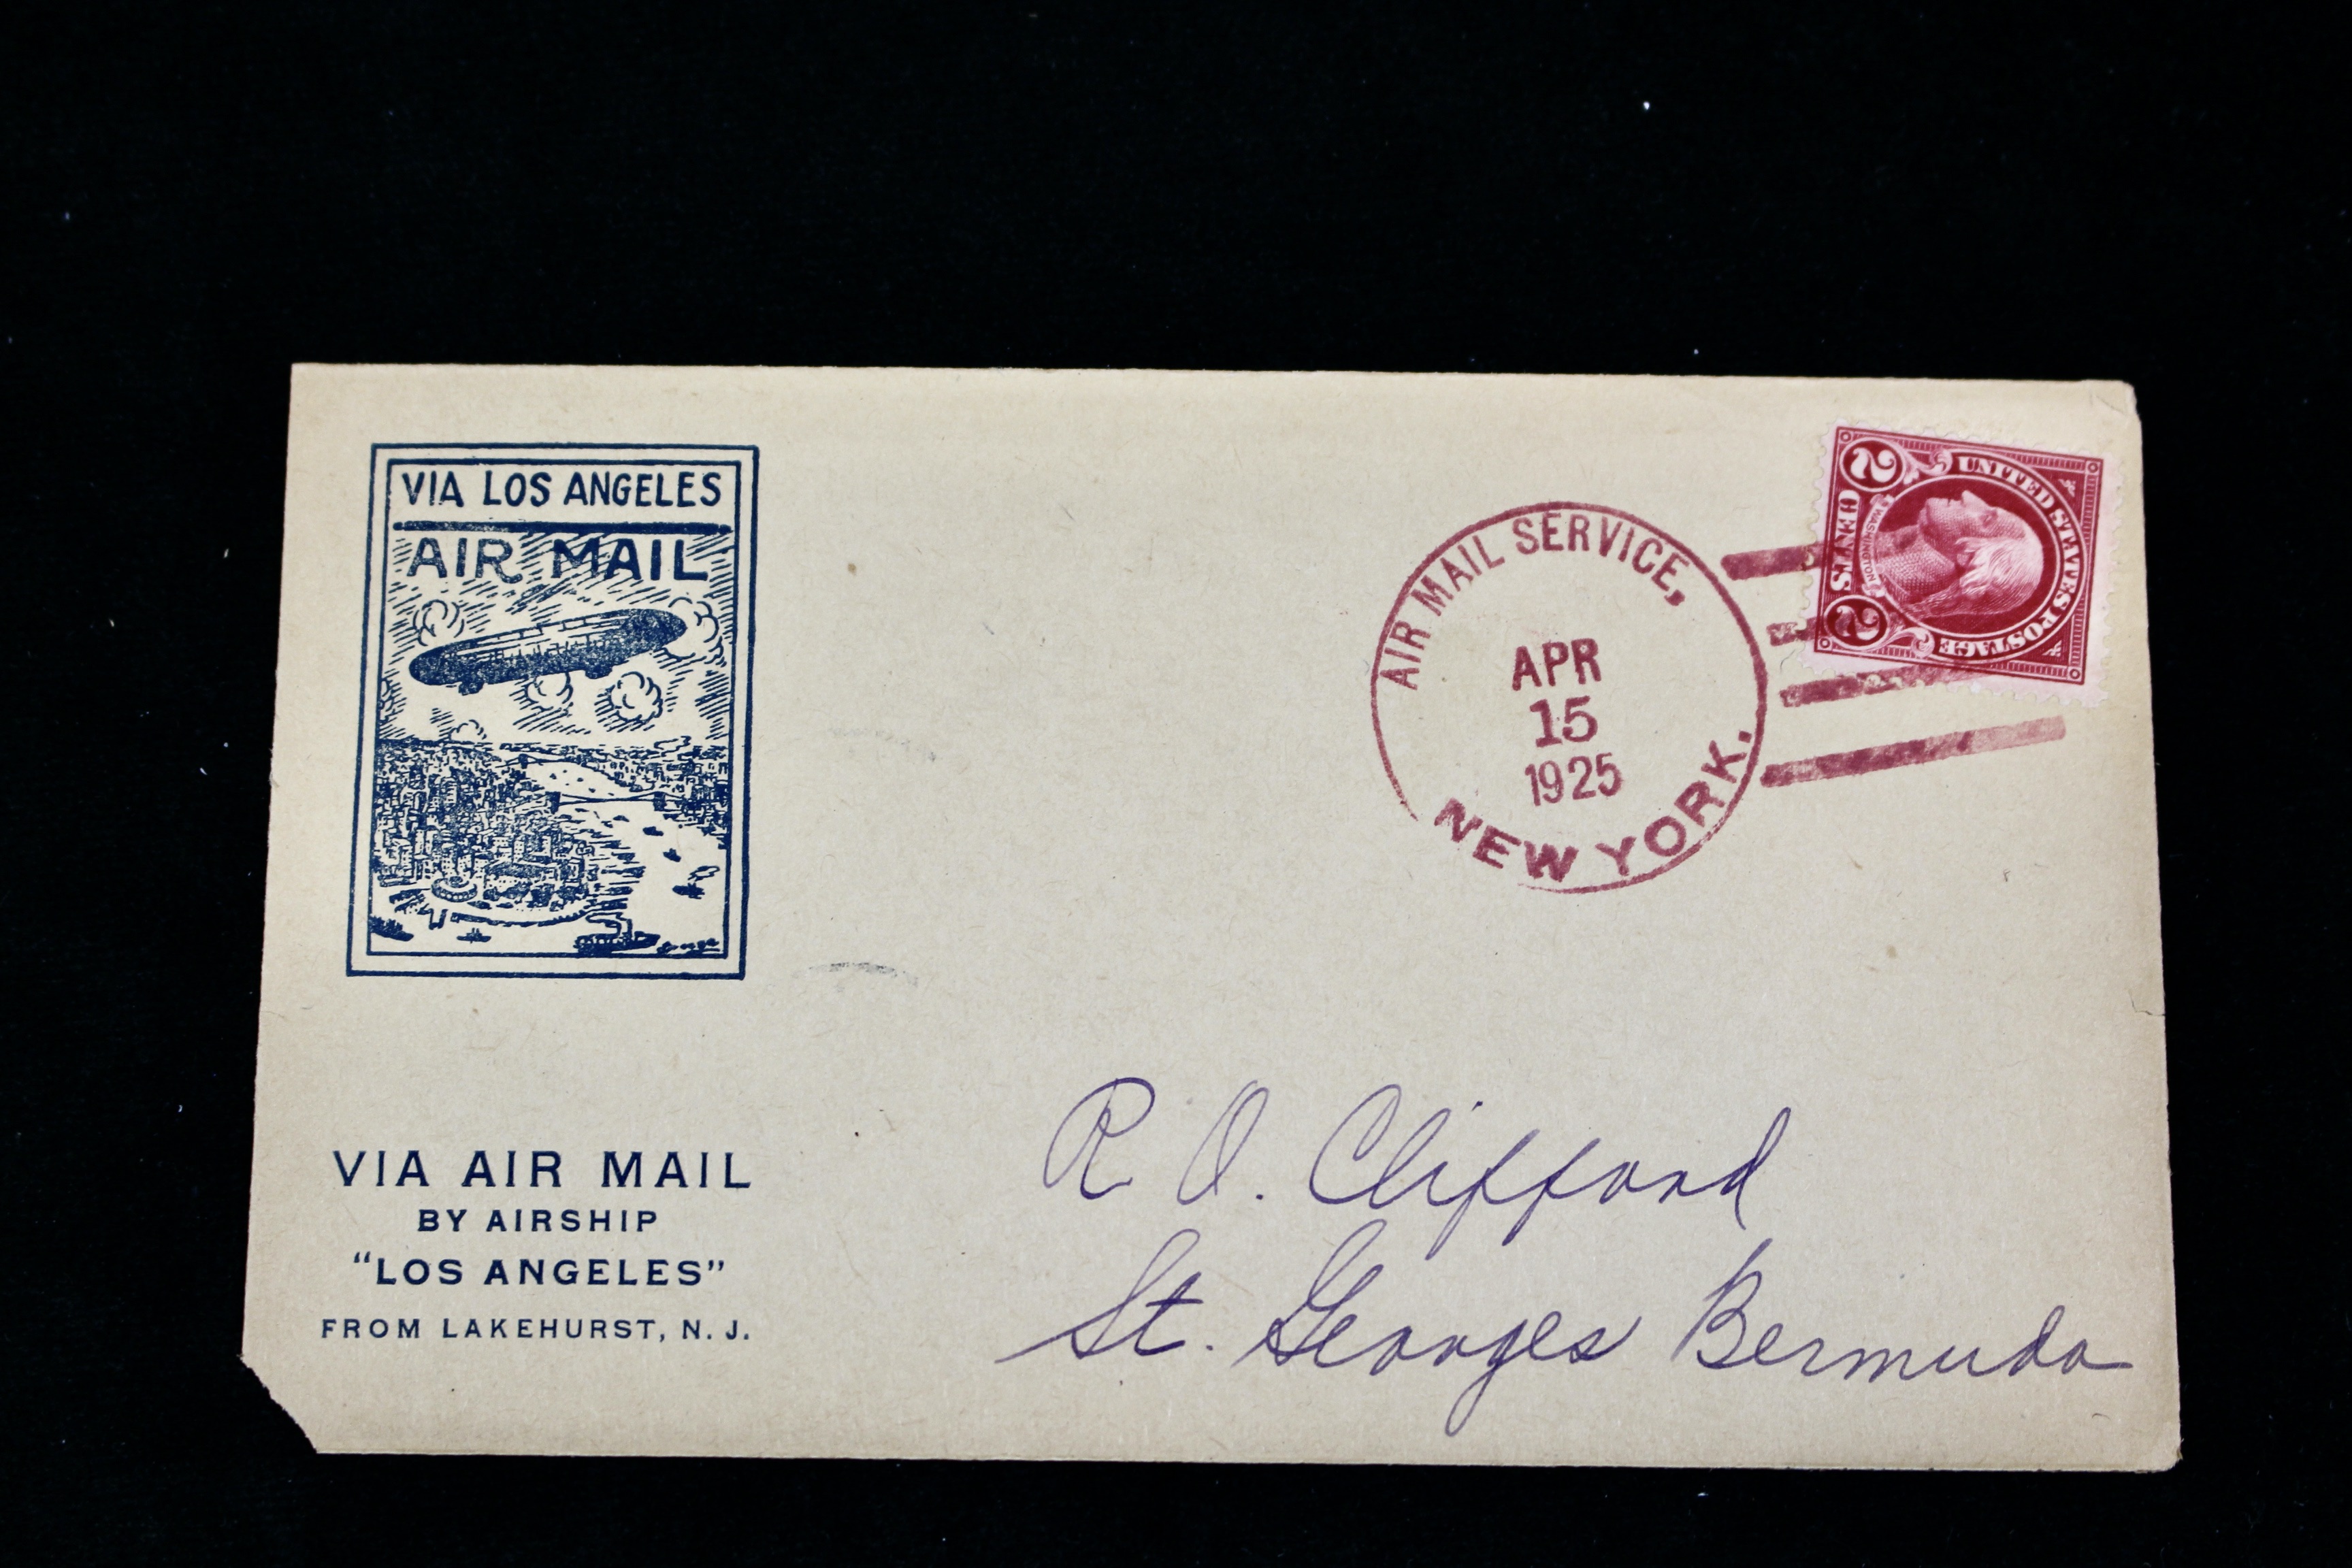 VIA LOS ANGELES
AIR MAIL
AIR MAIL SERVICE,
APR
15
1925
NEW YORK.
UNITED STATES POSTAGE
WASHINGTON
2 CENTS 2
R O. Clifford
St. Georges Bermuda
VIA AIR MAIL
BY AIRSHIP
"LOS ANGELES"
FROM LAKEHURST, N. J.